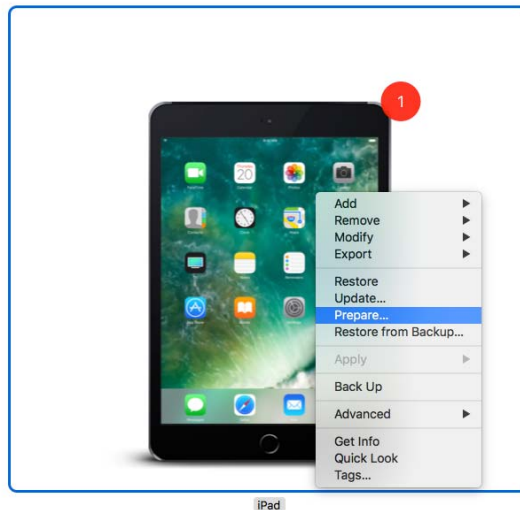 1
20
Add
Remove
Modify
Export
Restore
Update...
Prepare...
Restore from Backup...
Apply
Back Up
Advanced
Get Info
Quick Look
Tags...
iPad